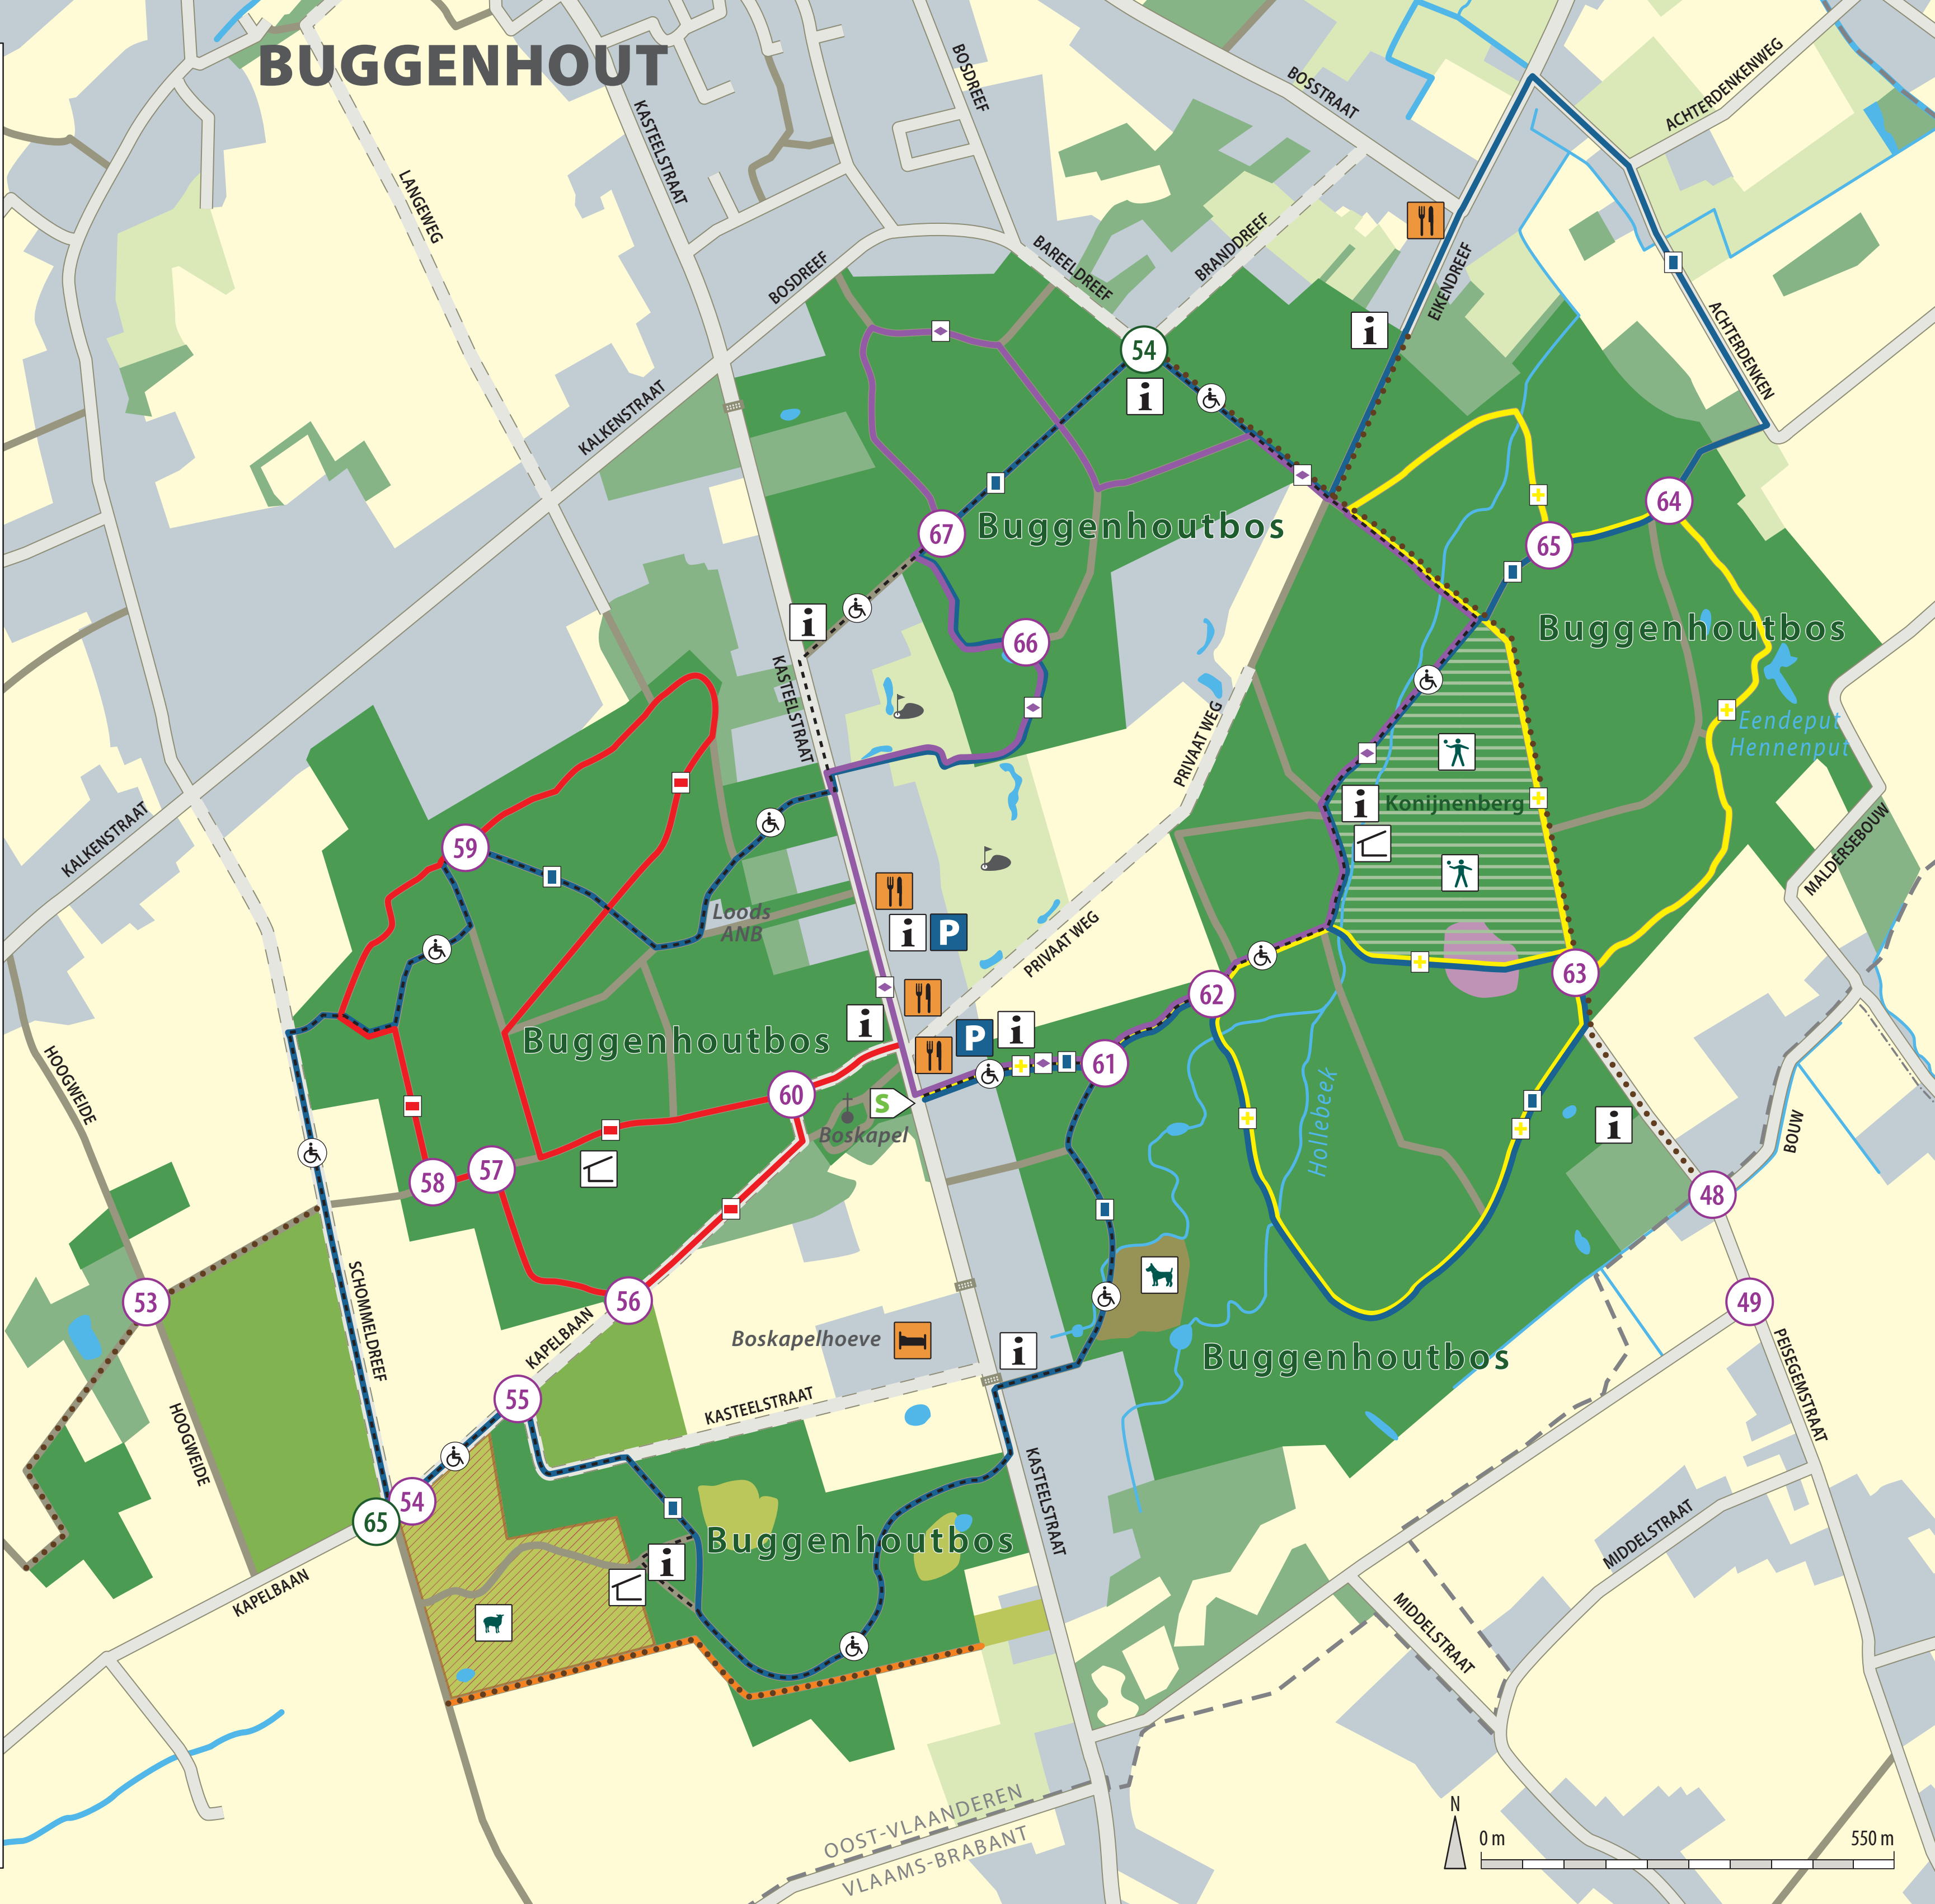 BUGGENHOUT
BOSDREEF
BOSSTRAAT
ACHTERDENKENWEG
KASTEELSTRAAT
LANGEWEG
BAREELDREEF
BRANDDREEF
BOSDREEF
EIKENDREEF
i
ACHTERDENKEN
54
i
KALKENSTRAAT
67
Buggenhoutbos
64
65
i
66
Buggenhoutbos
KASTEELSTRAAT
PRIVAAT WEG
Eendeput
Hennenput
i
Konijnenberg
KALKENSTRAAT
59
MALDERSEBOUW
Loods
ANB
i
P
PRIVAAT WEG
63
62
i
P
i
Buggenhoutbos
61
HOOGWEIDE
60
S
Boskapel
Hollebeek
i
BOUW
58
57
48
53
SCHOMMELDREEF
56
49
KAPELBAAN
Boskapelhoeve
i
Buggenhoutbos
PEISEGEMSTRAAT
55
KASTEELSTRAAT
HOOGWEIDE
54
65
KASTEELSTRAAT
Buggenhoutbos
i
MIDDELSTRAAT
KAPELBAAN
MIDDELSTRAAT
OOST-VLAANDEREN
VLAAMS-BRABANT
N
0 m
550 m